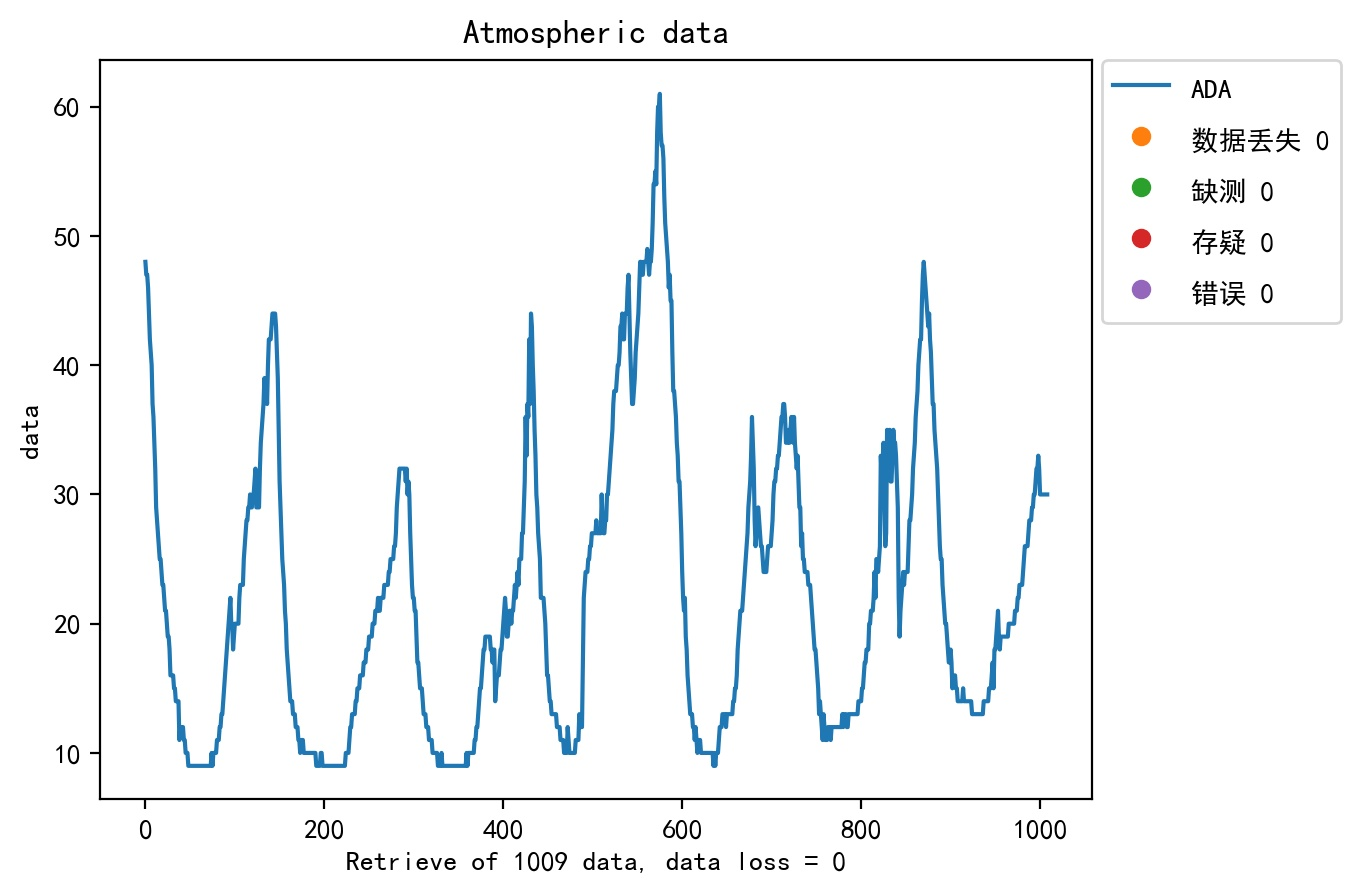 Atmospheric data
60
50
40
30
20
10
data
0
200
400
600
800
1000
Retrieve of 1009 data, data loss = 0
ADA
数据丢失 0
缺测 0
存疑 0
错误 0